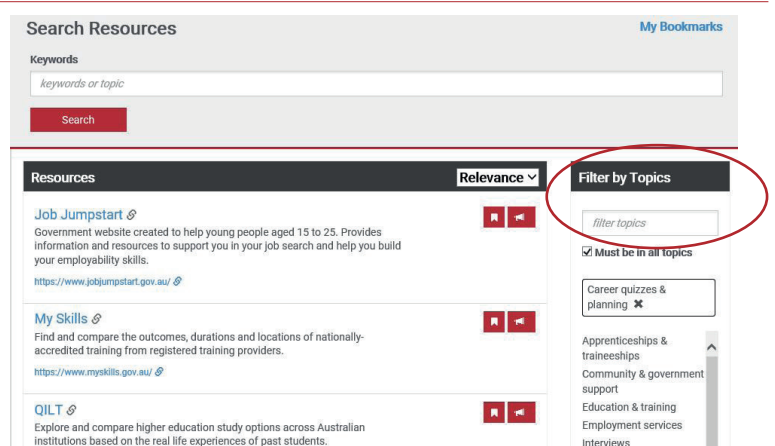 Search Resources
My Bookmarks
Keywords
keywords or topic
Search
Resources
Relevance
Job Jumpstart
Government website created to help young people aged 15 to 25. Provides
information and resources to support you in your job search and help you build
your employability skills.
https://www.jobjumpstart.gov.au/
My Skills
Find and compare the outcomes, durations and locations of nationally-
accredited training from registered training providers.
https://www.myskills.gov.au/
QILT
Explore and compare higher education study options across Australian
institutions based on the real life experiences of past students.
Filter by Topics
filter topics
Must be in all topics
Career quizzes &
planning
Apprenticeships &
traineeships
Community & government
support
Education & training
Employment services
Interviews